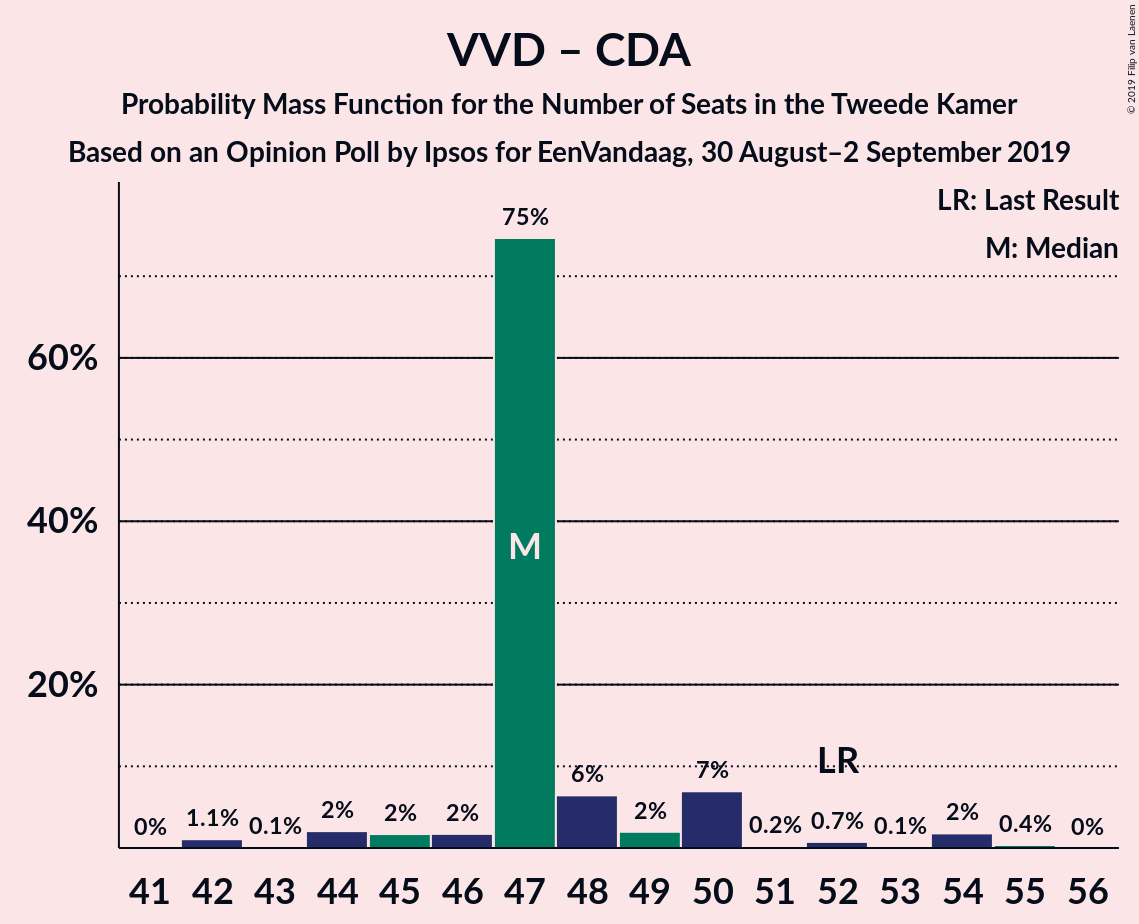 VVD – CDA
Probability Mass Function for the Number of Seats in the Tweede Kamer
Based on an Opinion Poll by Ipsos for EenVandaag, 30 August–2 September 2019
© 2019 Filip van Laenen
LR: Last Result
M: Median
60%
40%
20%
0%
1.1%
0.1%
2%
2%
2%
75%
M
6%
2%
7%
0.2%
LR
0.7%
0.1%
2%
0.4%
0%
41 42 43 44 45 46 47 48 49 50 51 52 53 54 55 56